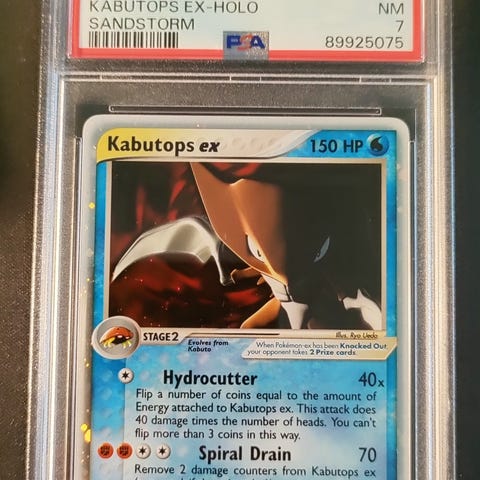 KABUTOPS EX-HOLO NM
SANDSTORM 7
PSA 89925075
Kabutops ex 150 HP
Illus. Ryo Ueda
STAGE 2 Evolves from Kabuto
When Pokémon-ex has been Knocked Out,
your opponent takes 2 Prize cards.
Hydrocutter 40x
Flip a number of coins equal to the amount of
Energy attached to Kabutops ex. This attack does
40 damage times the number of heads. You can't
flip more than 3 coins in this way.
Spiral Drain 70
Remove 2 damage counters from Kabutops ex